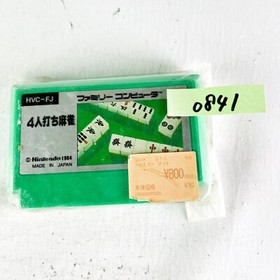 HVC-FJ
ファミリー コンピュータ
4人打ち麻雀
© Nintendo 1984
MADE IN JAPAN
0841
¥800